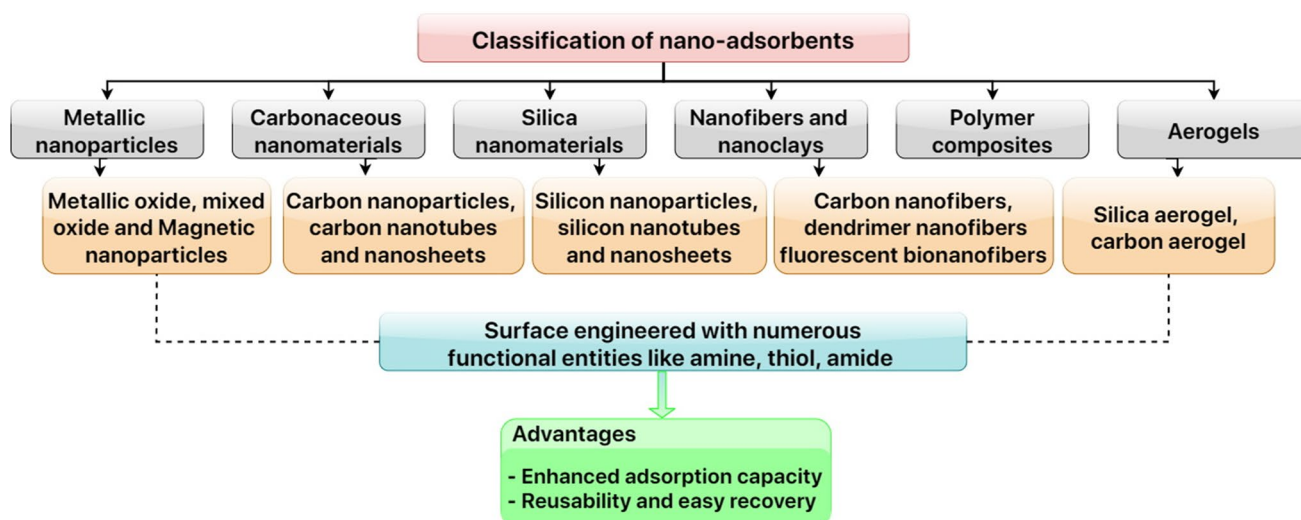 Classification of nano-adsorbents
Metallic
nanoparticles
Carbonaceous
nanomaterials
Silica
nanomaterials
Nanofibers and
nanoclays
Polymer
composites
Aerogels
Metallic oxide, mixed
oxide and Magnetic
nanoparticles
Carbon nanoparticles,
carbon nanotubes
and nanosheets
Silicon nanoparticles,
silicon nanotubes
and nanosheets
Carbon nanofibers,
dendrimer nanofibers
fluorescent bionanofibers
Silica aerogel,
carbon aerogel
Surface engineered with numerous
functional entities like amine, thiol, amide
Advantages
- Enhanced adsorption capacity
- Reusability and easy recovery